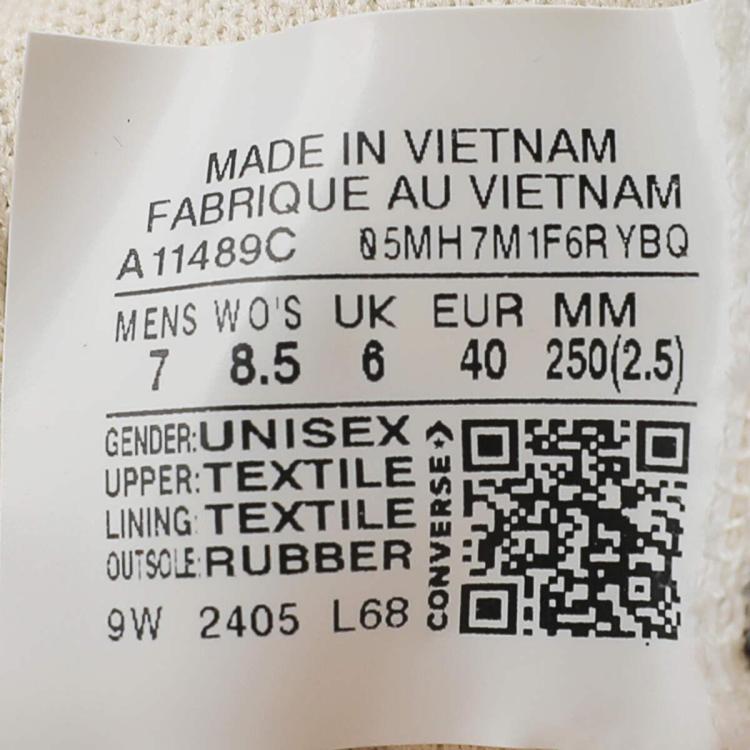 MADE IN VIETNAM
FABRIQUE AU VIETNAM
A11489C 05MH7M1F6RYBQ
MENS WO'S UK EUR MM
7 8.5 6 40 250(2.5)
GENDER:UNISEX
UPPER:TEXTILE
LINING:TEXTILE
OUTSOLE:RUBBER
9W 2405 L68
CONVERSE